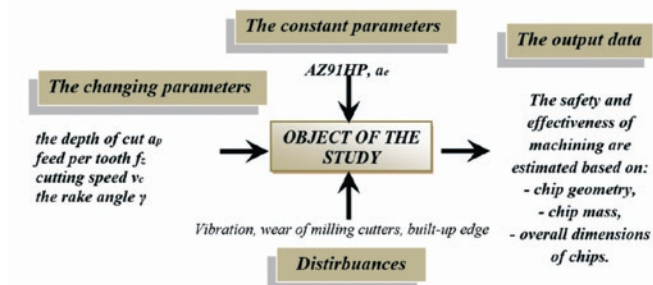 The constant parameters
AZ91HP, ae
The output data
The changing parameters
the depth of cut ap
feed per tooth fz
cutting speed vc
the rake angle γ
OBJECT OF THE
STUDY
The safety and
effectiveness of
machining are
estimated based on:
- chip geometry,
- chip mass,
- overall dimensions
of chips.
Vibration, wear of milling cutters, built-up edge
Distirbuances